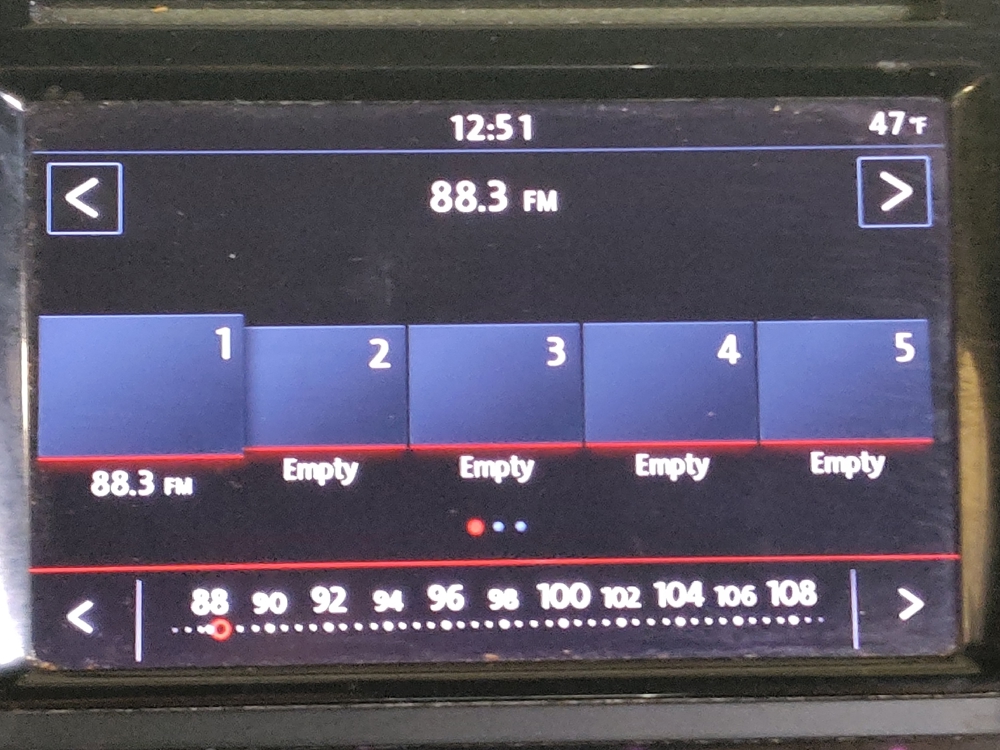 12:51 47°F
< 88.3 FM >
1 2 3 4 5
88.3 FM Empty Empty Empty Empty
< 88 90 92 94 96 98 100 102 104 106 108 >